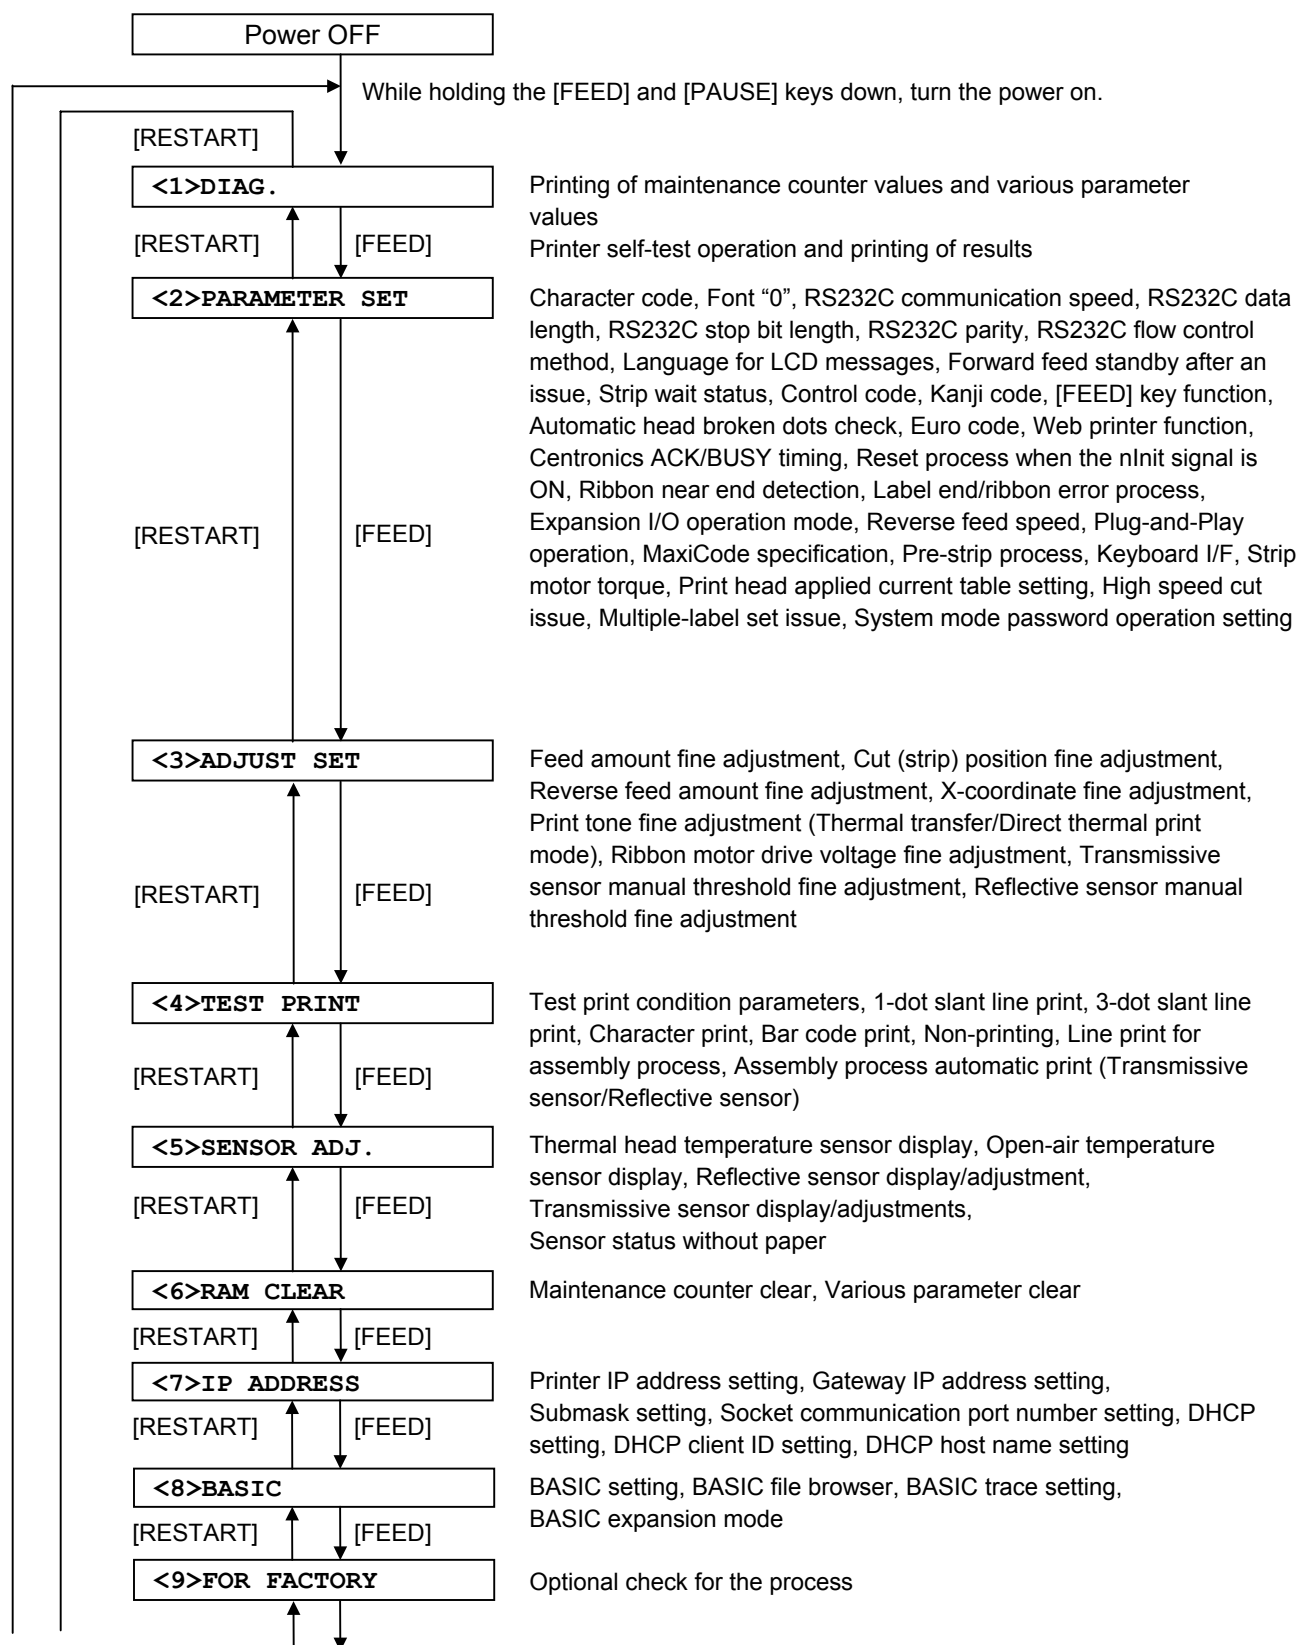 Power OFF
While holding the [FEED] and [PAUSE] keys down, turn the power on.
[RESTART]
<1>DIAG.
Printing of maintenance counter values and various parameter
values
Printer self-test operation and printing of results
[RESTART] [FEED]
<2>PARAMETER SET
Character code, Font “0”, RS232C communication speed, RS232C data
length, RS232C stop bit length, RS232C parity, RS232C flow control
method, Language for LCD messages, Forward feed standby after an
issue, Strip wait status, Control code, Kanji code, [FEED] key function,
Automatic head broken dots check, Euro code, Web printer function,
Centronics ACK/BUSY timing, Reset process when the nInit signal is
ON, Ribbon near end detection, Label end/ribbon error process,
Expansion I/O operation mode, Reverse feed speed, Plug-and-Play
operation, MaxiCode specification, Pre-strip process, Keyboard I/F, Strip
motor torque, Print head applied current table setting, High speed cut
issue, Multiple-label set issue, System mode password operation setting
[RESTART] [FEED]
<3>ADJUST SET
Feed amount fine adjustment, Cut (strip) position fine adjustment,
Reverse feed amount fine adjustment, X-coordinate fine adjustment,
Print tone fine adjustment (Thermal transfer/Direct thermal print
mode), Ribbon motor drive voltage fine adjustment, Transmissive
sensor manual threshold fine adjustment, Reflective sensor manual
threshold fine adjustment
[RESTART] [FEED]
<4>TEST PRINT
Test print condition parameters, 1-dot slant line print, 3-dot slant line
print, Character print, Bar code print, Non-printing, Line print for
assembly process, Assembly process automatic print (Transmissive
sensor/Reflective sensor)
[RESTART] [FEED]
<5>SENSOR ADJ.
Thermal head temperature sensor display, Open-air temperature
sensor display, Reflective sensor display/adjustment,
Transmissive sensor display/adjustments,
Sensor status without paper
[RESTART] [FEED]
<6>RAM CLEAR
Maintenance counter clear, Various parameter clear
[RESTART] [FEED]
<7>IP ADDRESS
Printer IP address setting, Gateway IP address setting,
Submask setting, Socket communication port number setting, DHCP
setting, DHCP client ID setting, DHCP host name setting
[RESTART] [FEED]
<8>BASIC
BASIC setting, BASIC file browser, BASIC trace setting,
BASIC expansion mode
[RESTART] [FEED]
<9>FOR FACTORY
Optional check for the process